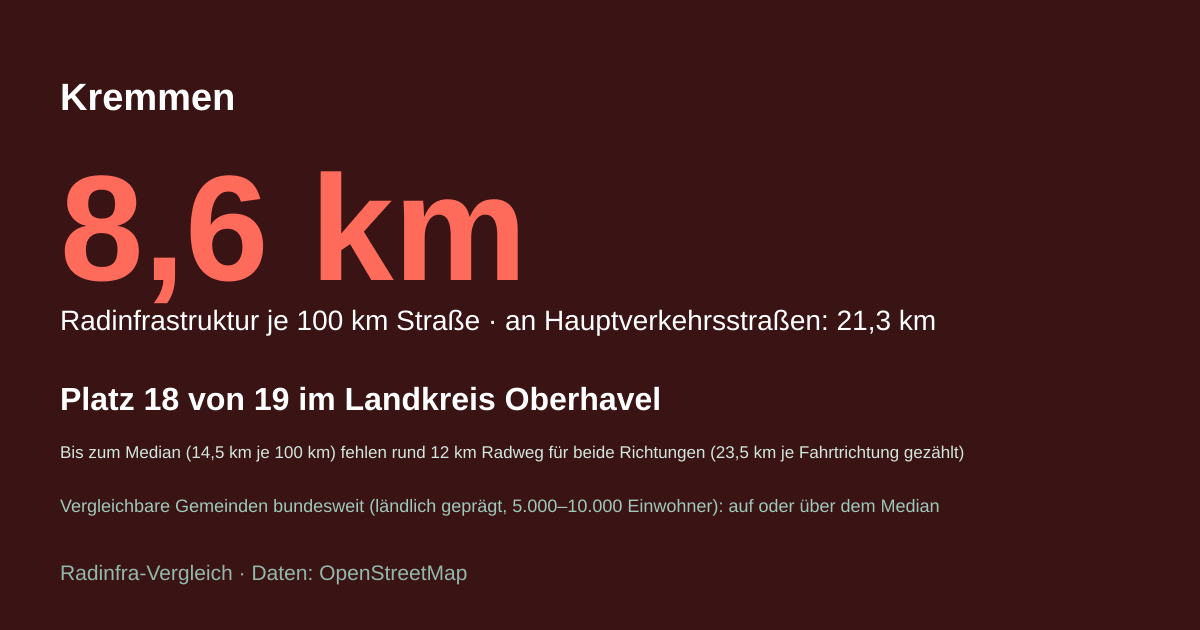 Kremmen
8,6 km
Radinfrastruktur je 100 km Straße · an Hauptverkehrsstraßen: 21,3 km
Platz 18 von 19 im Landkreis Oberhavel
Bis zum Median (14,5 km je 100 km) fehlen rund 12 km Radweg für beide Richtungen (23,5 km je Fahrtrichtung gezählt)
Vergleichbare Gemeinden bundesweit (ländlich geprägt, 5.000–10.000 Einwohner): auf oder über dem Median
Radinfra-Vergleich · Daten: OpenStreetMap